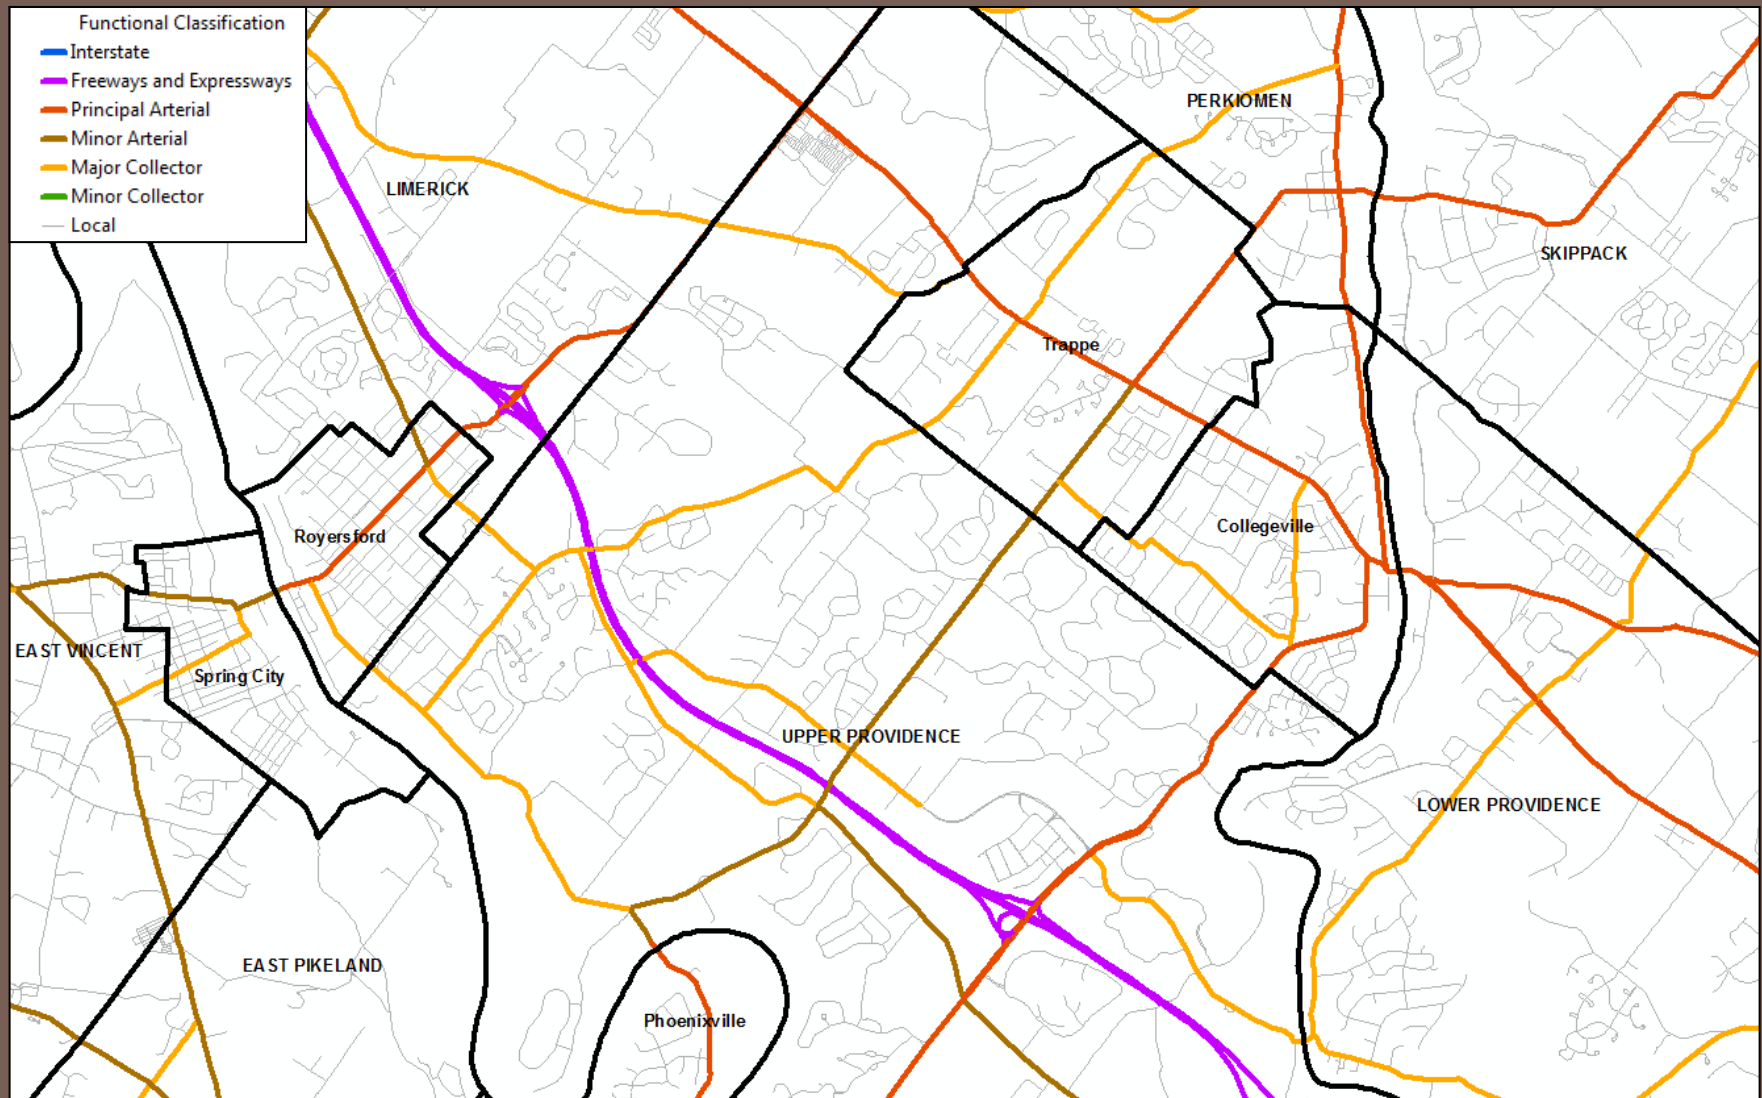 Functional Classification
Interstate
Freeways and Expressways
Principal Arterial
Minor Arterial
Major Collector
Minor Collector
Local
PERKIOMEN
LIMERICK
SKIPPACK
Trappe
Collegeville
Royersford
EAST VINCENT
Spring City
UPPER PROVIDENCE
LOWER PROVIDENCE
EAST PIKELAND
Phoenixville